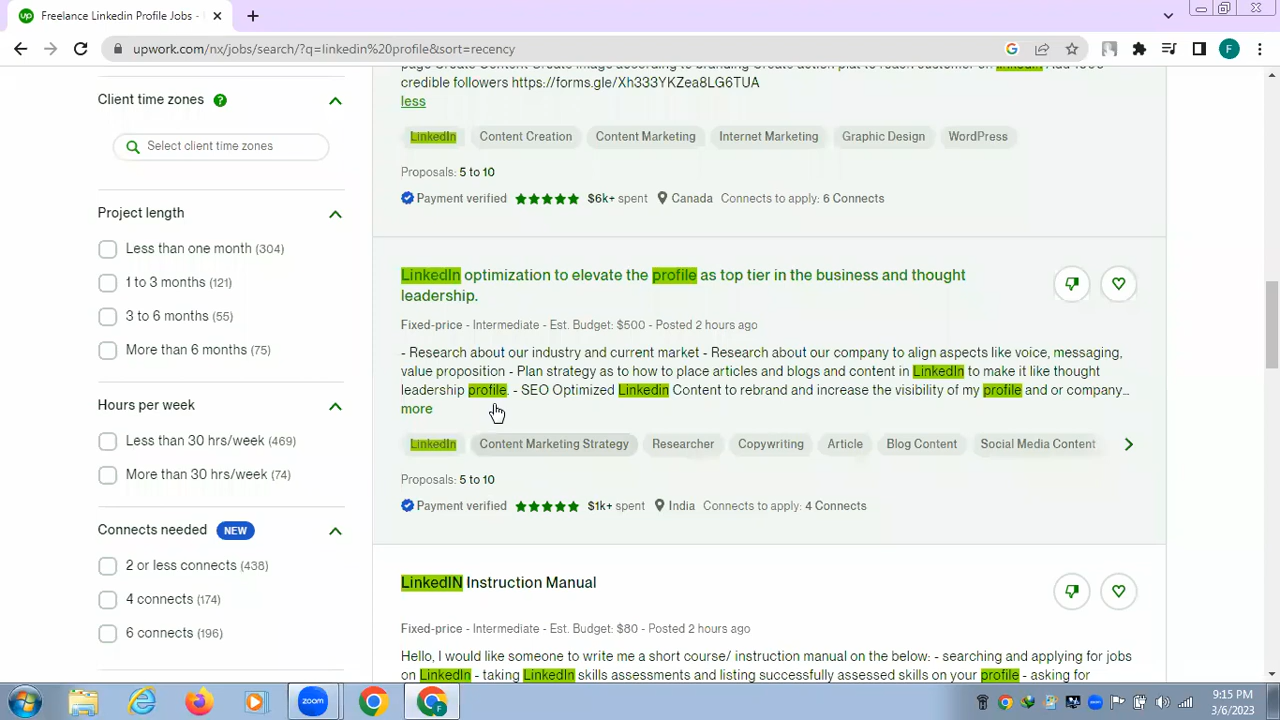 up Freelance Linkedin Profile Jobs -
upwork.com/nx/jobs/search/?q=linkedin%20profile&sort=recency
F
credible followers https://forms.gle/Xh333YKZea8LG6TUA
less
Client time zones ?
Select client time zones
LinkedIn Content Creation Content Marketing Internet Marketing Graphic Design WordPress
Proposals: 5 to 10
Payment verified $6k+ spent Canada Connects to apply: 6 Connects
Project length
Less than one month (304)
1 to 3 months (121)
3 to 6 months (55)
More than 6 months (75)
LinkedIn optimization to elevate the profile as top tier in the business and thought
leadership.
Fixed-price - Intermediate - Est. Budget: $500 - Posted 2 hours ago
- Research about our industry and current market - Research about our company to align aspects like voice, messaging,
value proposition - Plan strategy as to how to place articles and blogs and content in LinkedIn to make it like thought
leadership profile. - SEO Optimized Linkedin Content to rebrand and increase the visibility of my profile and or company…
more
Hours per week
Less than 30 hrs/week (469)
More than 30 hrs/week (74)
LinkedIn Content Marketing Strategy Researcher Copywriting Article Blog Content Social Media Content
Proposals: 5 to 10
Payment verified $1k+ spent India Connects to apply: 4 Connects
Connects needed NEW
2 or less connects (438)
4 connects (174)
6 connects (196)
LinkedIN Instruction Manual
Fixed-price - Intermediate - Est. Budget: $80 - Posted 2 hours ago
Hello, I would like someone to write me a short course/ instruction manual on the below: - searching and applying for jobs
on LinkedIn - taking LinkedIn skills assessments and listing successfully assessed skills on your profile - asking for
zoom
F
9:15 PM
3/6/2023